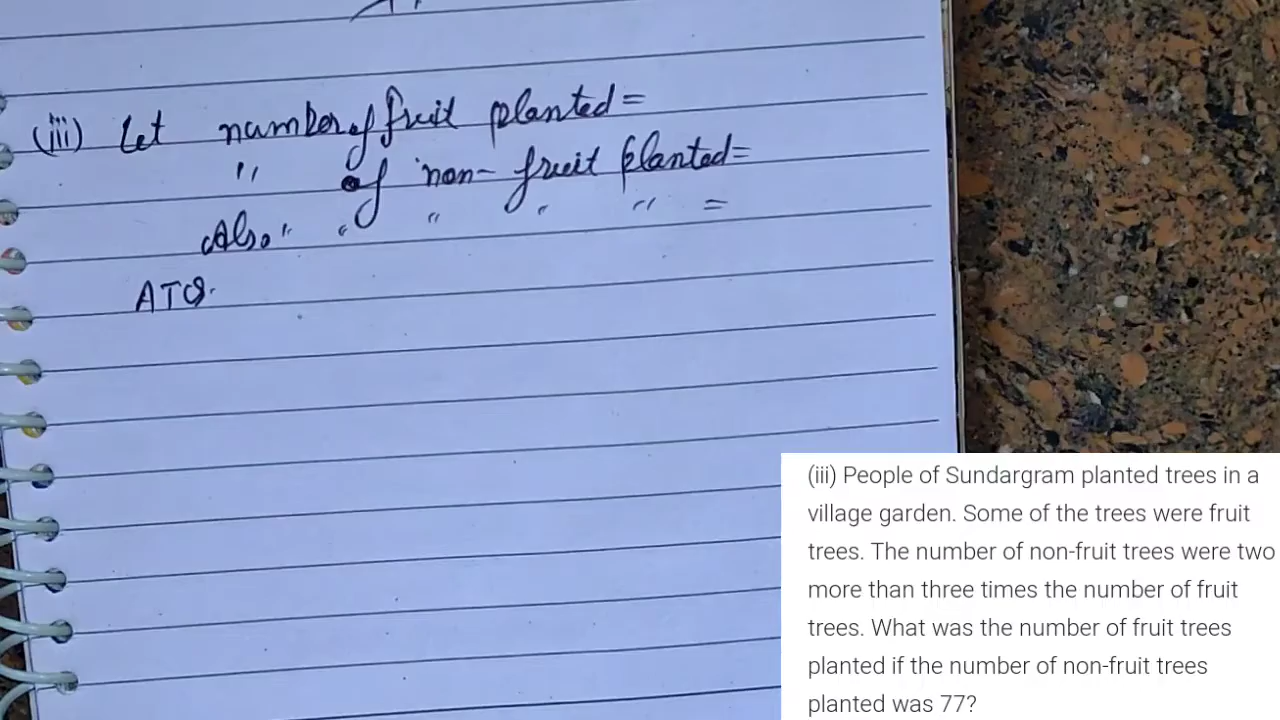 (iii) Let number of fruit planted =
" of non-fruit planted =
Also " " " " " =
ATQ.
(iii) People of Sundargram planted trees in a
village garden. Some of the trees were fruit
trees. The number of non-fruit trees were two
more than three times the number of fruit
trees. What was the number of fruit trees
planted if the number of non-fruit trees
planted was 77?